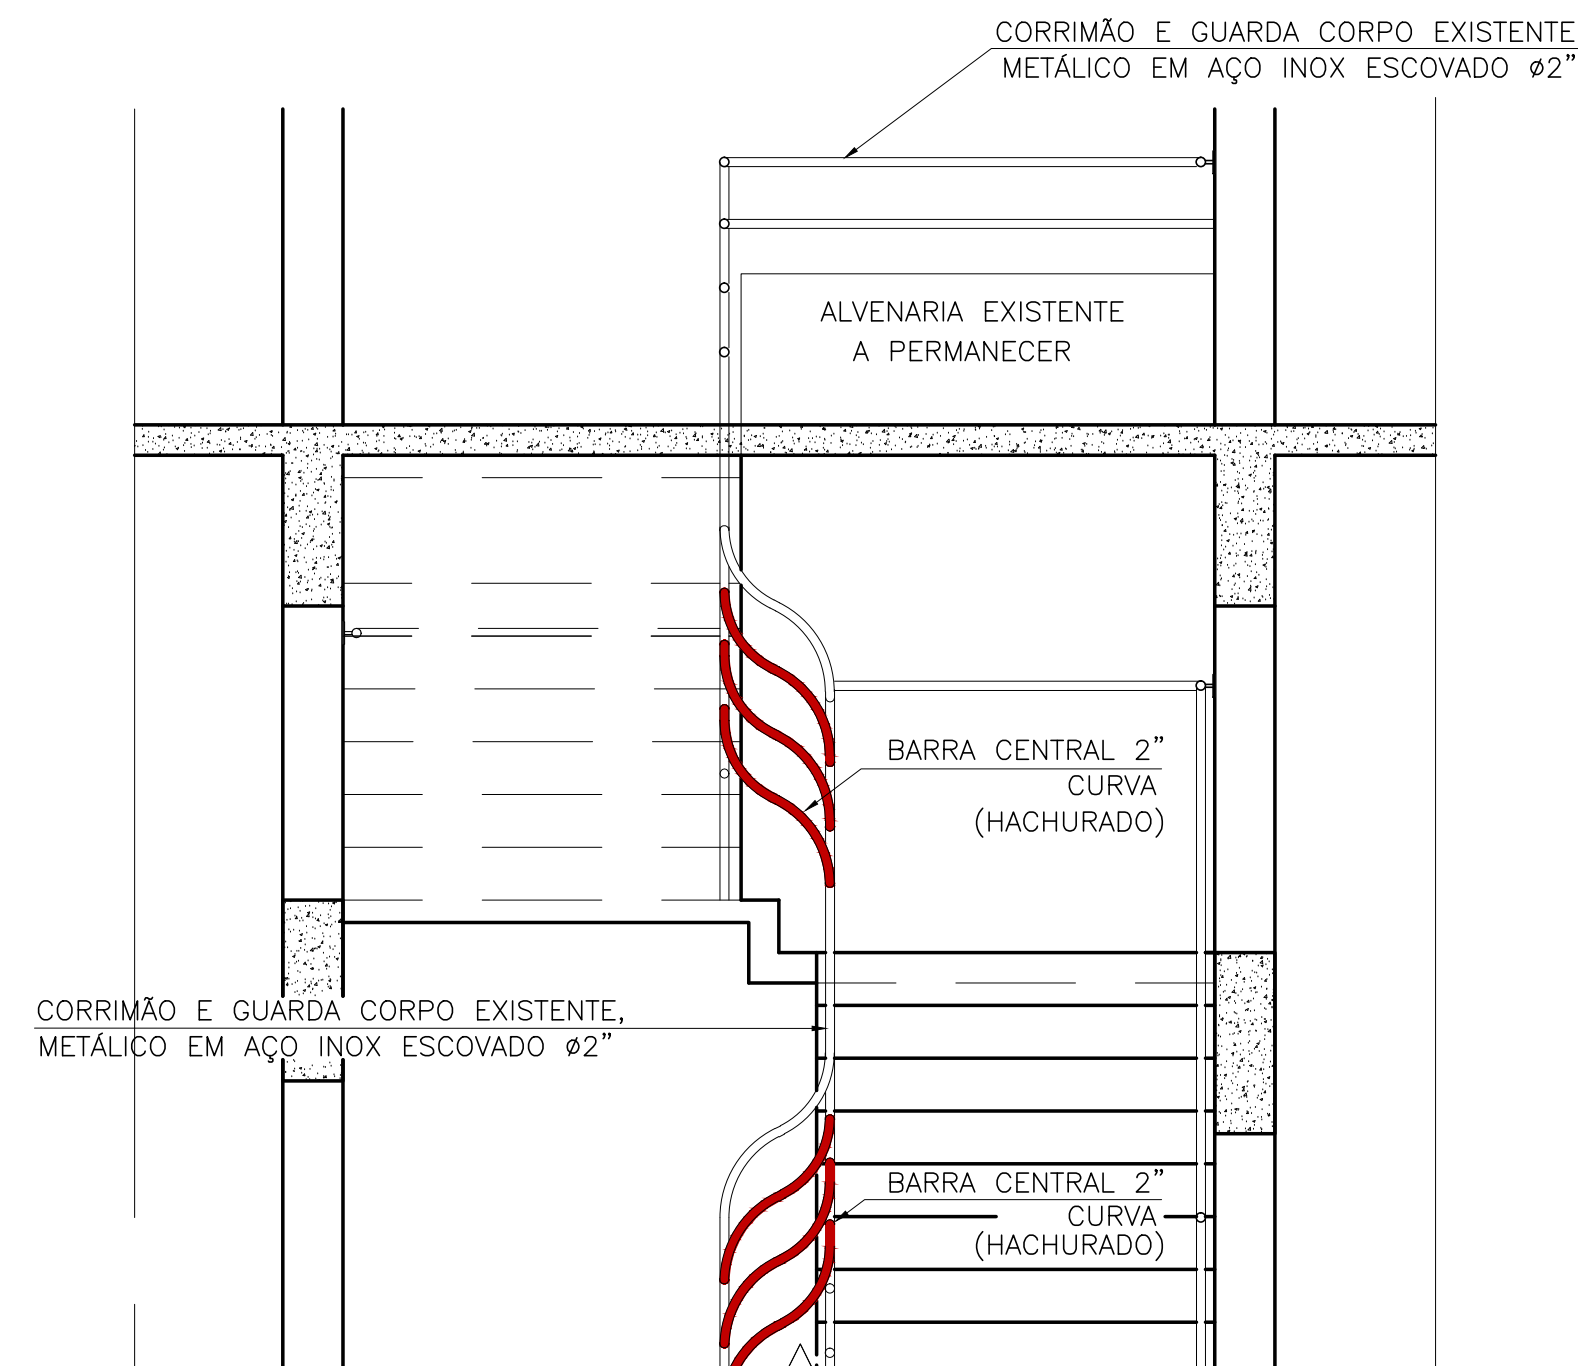 CORRIMÃO E GUARDA CORPO EXISTENTE
METÁLICO EM AÇO INOX ESCOVADO ø2”
ALVENARIA EXISTENTE
A PERMANECER
BARRA CENTRAL 2”
CURVA
(HACHURADO)
CORRIMÃO E GUARDA CORPO EXISTENTE,
METÁLICO EM AÇO INOX ESCOVADO ø2”
BARRA CENTRAL 2”
CURVA
(HACHURADO)